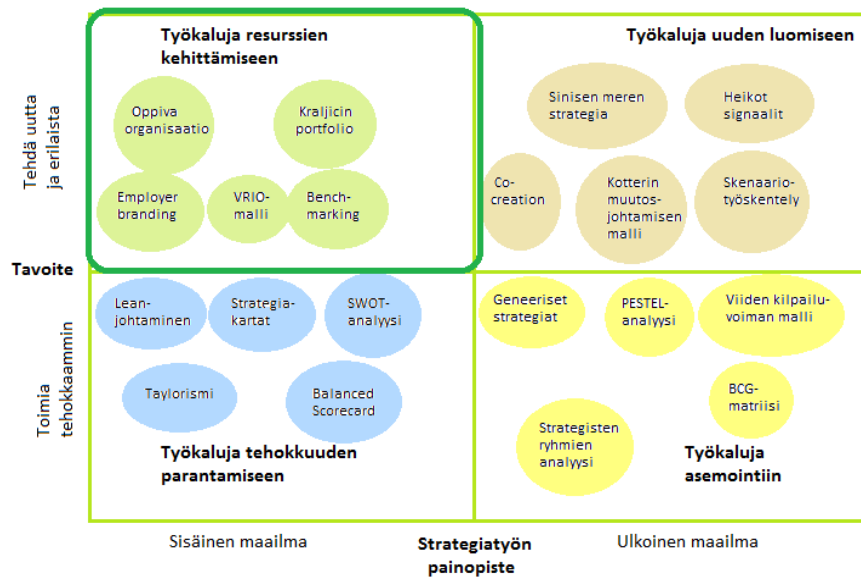 Työkaluja resurssien
kehittämiseen
Oppiva
organisaatio
Kraljicin
portfolio
Employer
branding
VRIO-
malli
Bench-
marking
Työkaluja uuden luomiseen
Sinisen meren
strategia
Heikot
signaalit
Co-
creation
Kotterin
muutos-
johtamisen
malli
Skenaario-
työskentely
Tehdä uutta
ja erilaista
Tavoite
Toimia
tehokkaammin
Lean-
johtaminen
Strategia-
kartat
SWOT-
analyysi
Taylorismi
Balanced
Scorecard
Työkaluja tehokkuuden
parantamiseen
Geneeriset
strategiat
PESTEL-
analyysi
Viiden kilpailu-
voiman malli
BCG-
matriisi
Strategisten
ryhmien
analyysi
Työkaluja
asemointiin
Sisäinen maailma
Strategiatyön
painopiste
Ulkoinen maailma